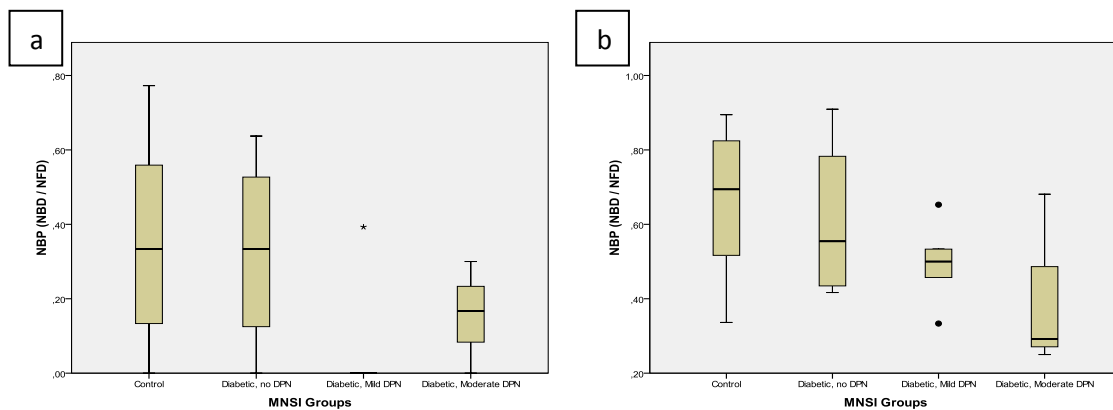 a
NBP (NBD / NFD)
,80
,60
,40
,20
,00
Control
Diabetic, no DPN
Diabetic, Mild DPN
Diabetic, Moderate DPN
MNSI Groups
*
b
NBP (NBD / NFD)
1,00
,80
,60
,40
,20
Control
Diabetic, no DPN
Diabetic, Mild DPN
Diabetic, Moderate DPN
MNSI Groups